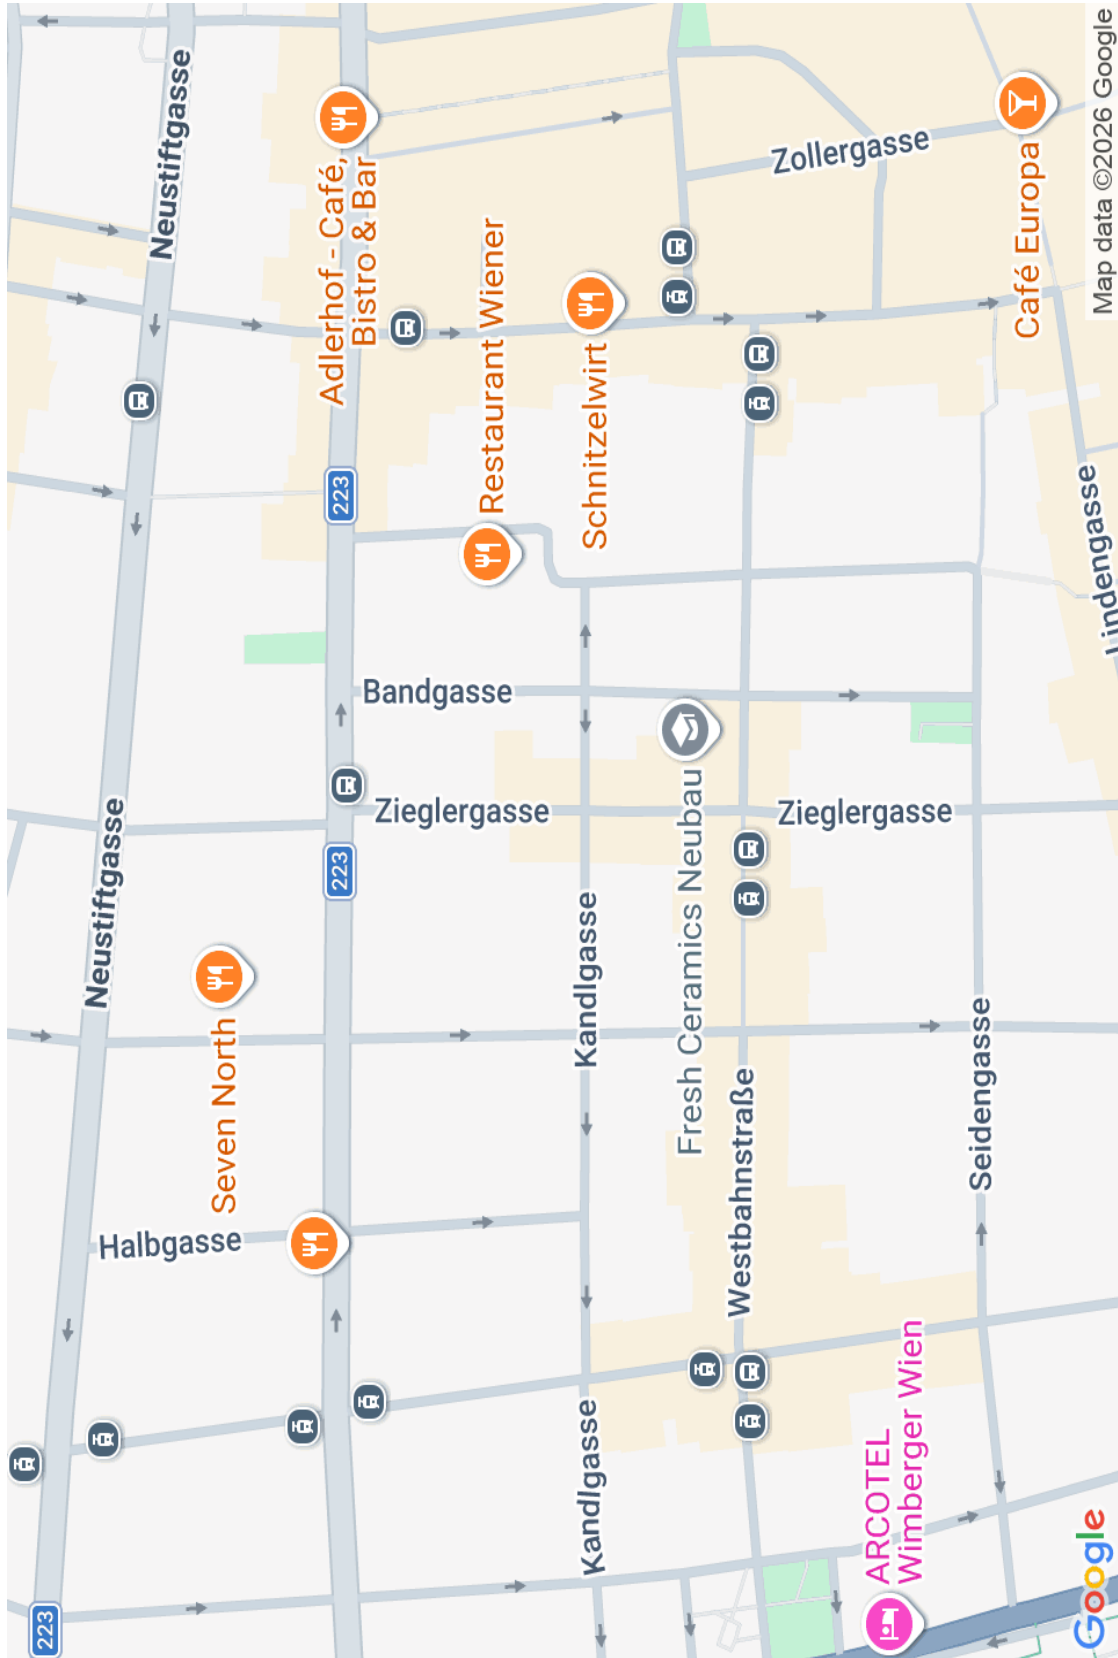 Neustiftgasse
Neustiftgasse
Adlerhof - Café,
Bistro & Bar
Restaurant Wiener
Schnitzelwirt
Zollergasse
Café Europa
Lindengasse
223
223
223
Bandgasse
Zieglergasse
Zieglergasse
Fresh Ceramics Neubau
Kandlgasse
Kandlgasse
Seven North
Halbgasse
Westbahnstraße
Seidengasse
ARCOTEL
Wimberger Wien
Google
Map data ©2026 Google